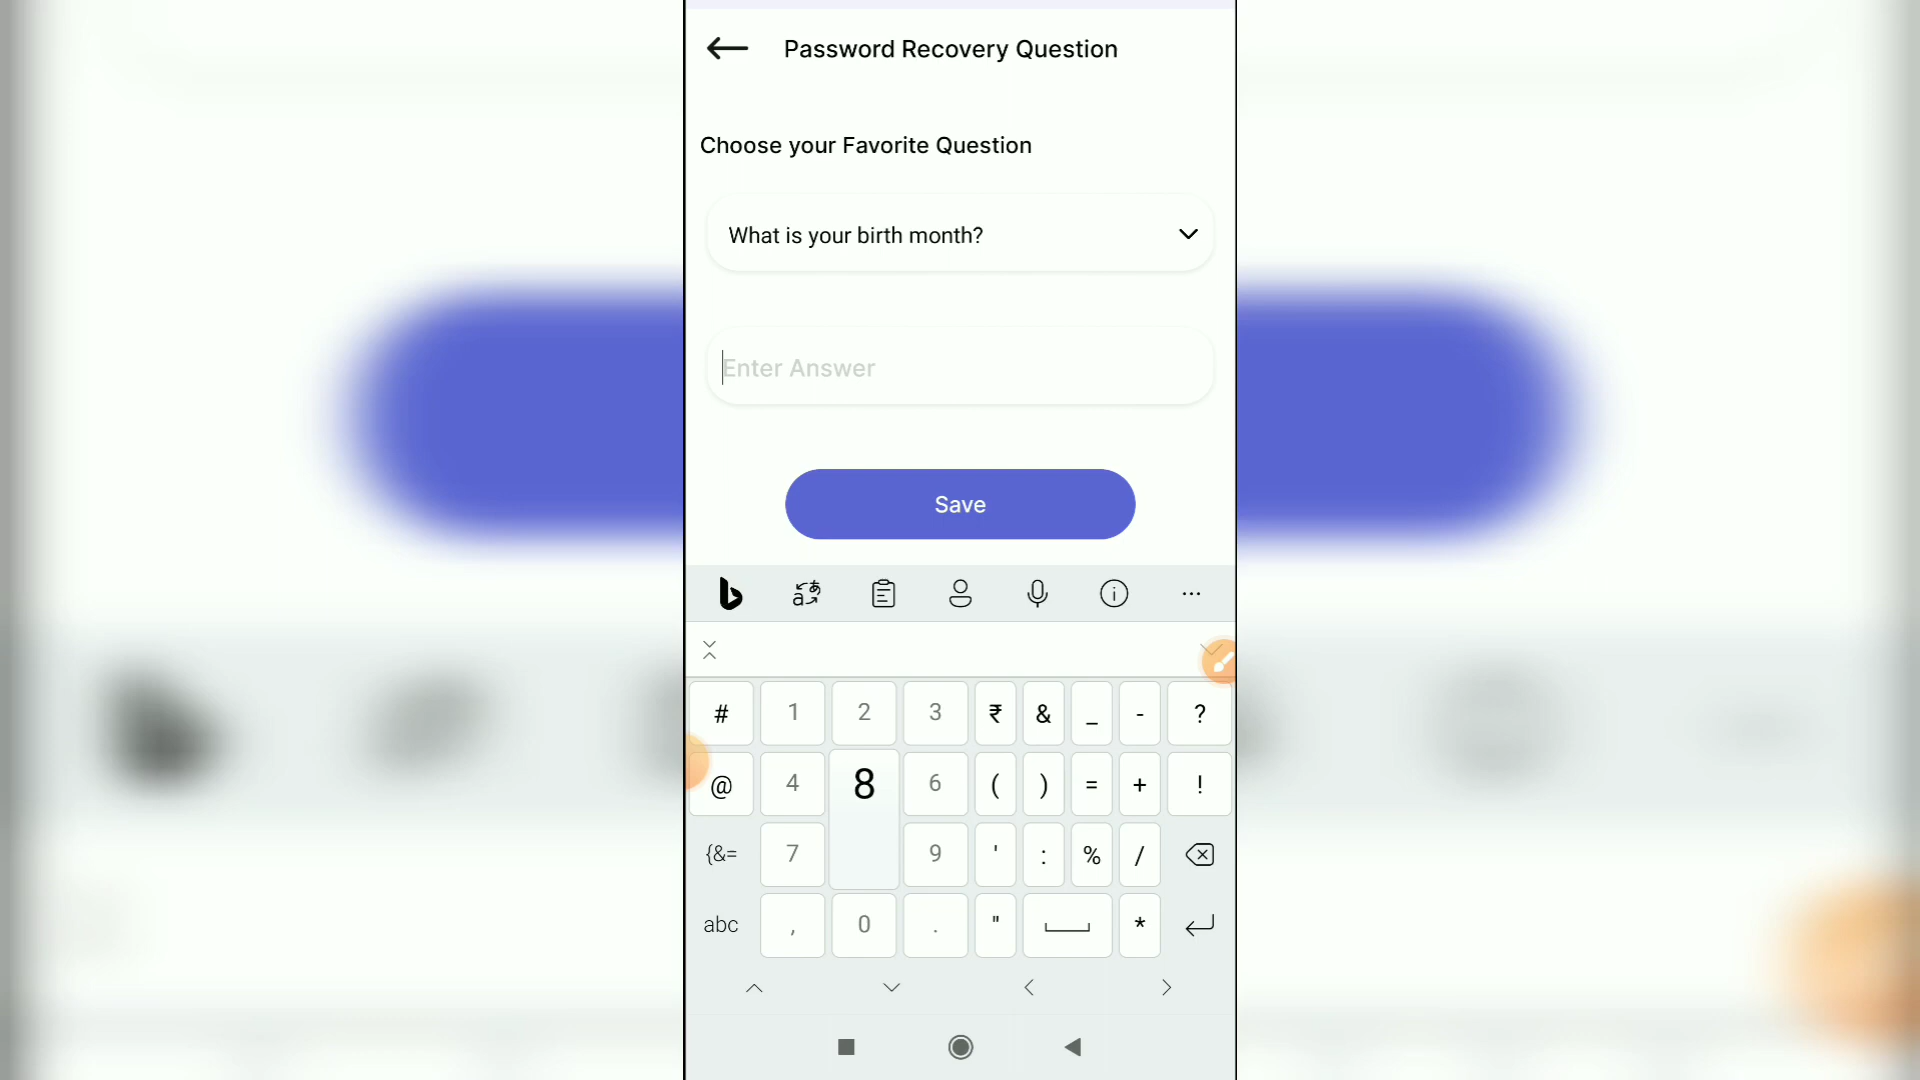 Password Recovery Question
Choose your Favorite Question
What is your birth month?
Enter Answer
Save
# 1 2 3 ₹ & _ - ?
@ 4 8 6 ( ) = + !
{&= 7 9 ' : % /
abc , 0 . " *